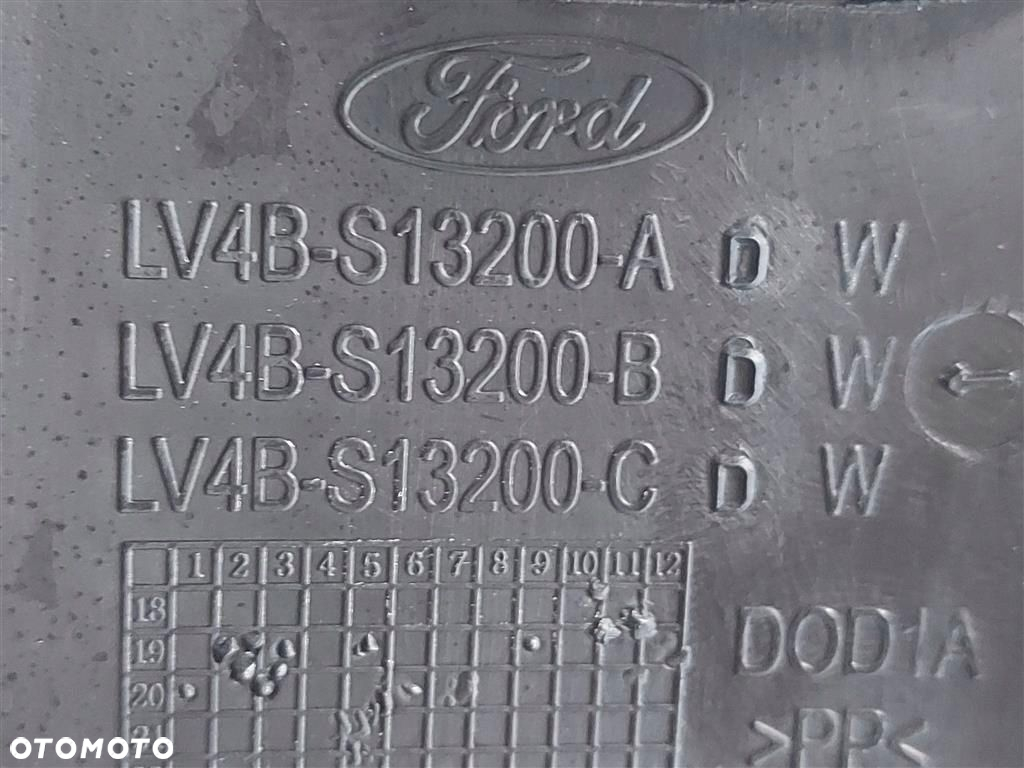 Ford
LV4B-S13200-A D W
LV4B-S13200-B D W
LV4B-S13200-C D W
1 2 3 4 5 6 7 8 9 10 11 12
18
19
20
DOD1A
>PP<
OTOMOTO